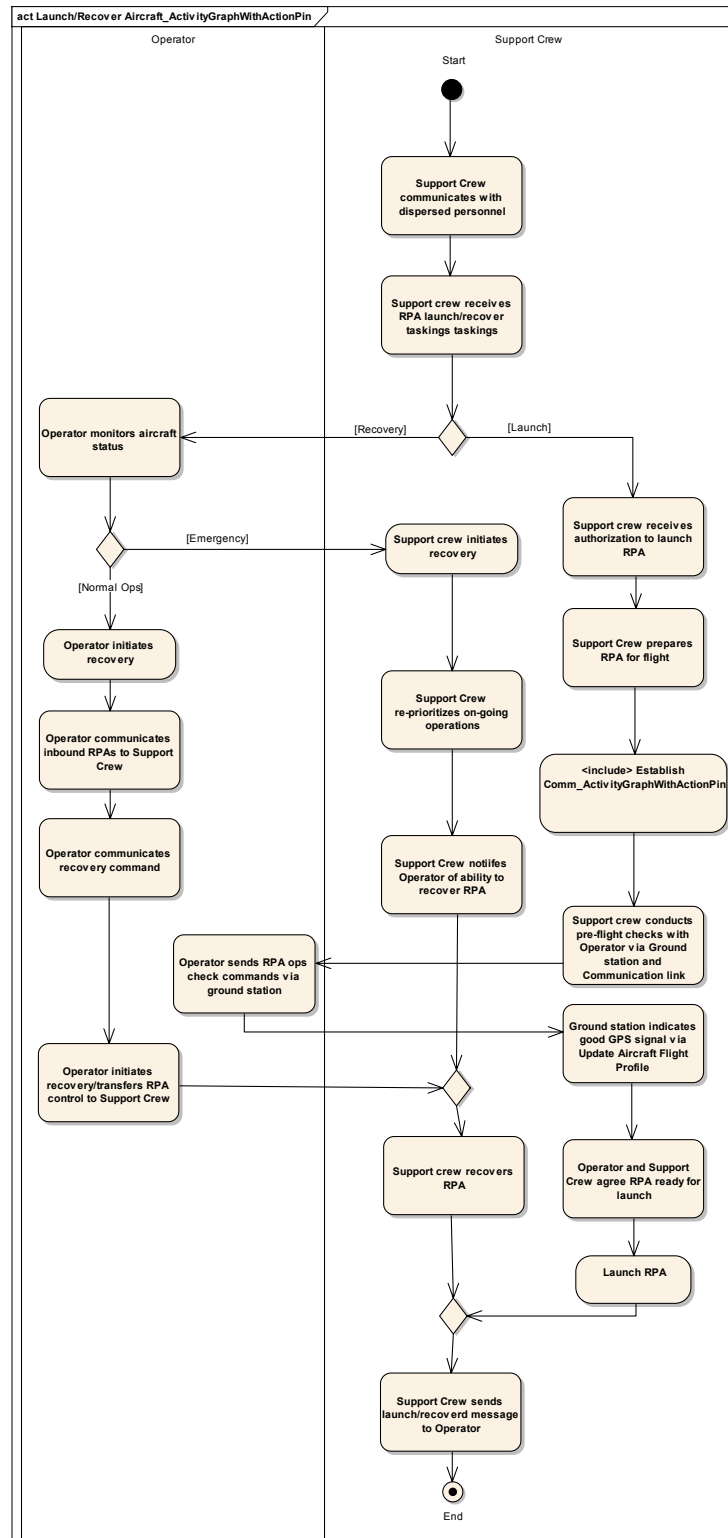 act Launch/Recover Aircraft_ActivityGraphWithActionPin
Operator
Support Crew
Start
Support Crew
communicates with
dispersed personnel
Support crew receives
RPA launch/recover
taskings taskings
[Recovery]
[Launch]
Operator monitors aircraft
status
[Emergency]
[Normal Ops]
Support crew initiates
recovery
Support crew receives
authorization to launch
RPA
Operator initiates
recovery
Support Crew prepares
RPA for flight
Support Crew
re-prioritizes on-going
operations
Operator communicates
inbound RPAs to Support
Crew
<include> Establish
Comm_ActivityGraphWithActionPin
Operator communicates
recovery command
Support Crew notiifes
Operator of ability to
recover RPA
Support crew conducts
pre-flight checks with
Operator via Ground
station and
Communication link
Operator sends RPA ops
check commands via
ground station
Ground station indicates
good GPS signal via
Update Aircraft Flight
Profile
Operator initiates
recovery/transfers RPA
control to Support Crew
Support crew recovers
RPA
Operator and Support
Crew agree RPA ready for
launch
Launch RPA
Support Crew sends
launch/recoverd message
to Operator
End